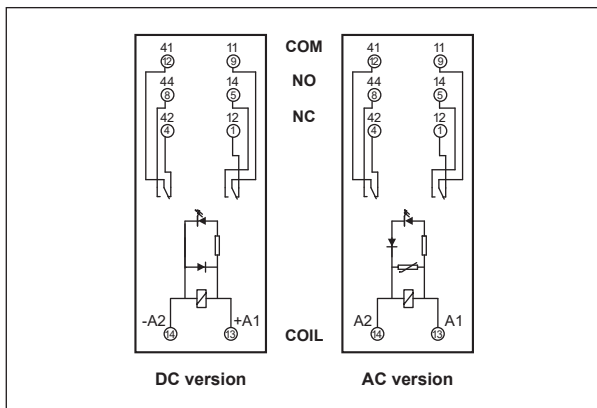 41 11 COM 41 11
12 9 12 9
44 14 NO 44 14
8 5 8 5
42 12 NC 42 12
4 1 4 1
-A2 +A1 A2 A1
14 13 COIL 14 13
DC version AC version